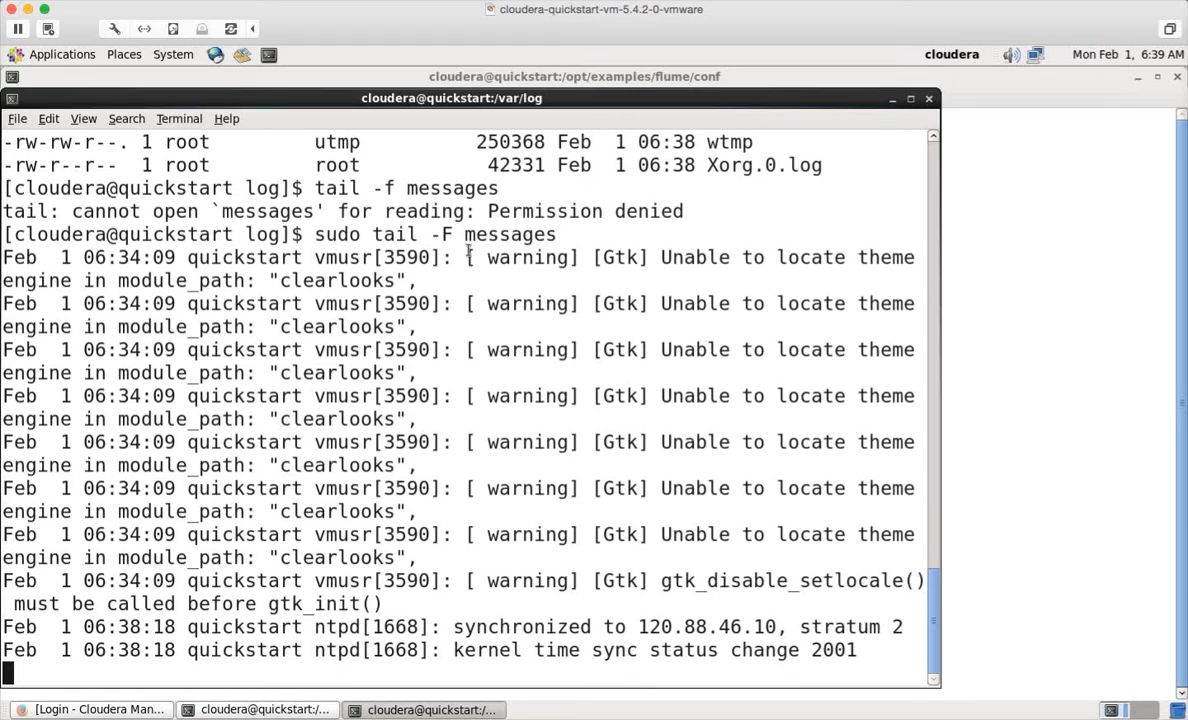 cloudera-quickstart-vm-5.4.2-0-vmware
Applications Places System cloudera Mon Feb 1, 6:39 AM
cloudera@quickstart:/opt/examples/flume/conf
cloudera@quickstart:/var/log
File Edit View Search Terminal Help
-rw-rw-r--. 1 root utmp 250368 Feb 1 06:38 wtmp
-rw-r--r-- 1 root root 42331 Feb 1 06:38 Xorg.0.log
[cloudera@quickstart log]$ tail -f messages
tail: cannot open `messages' for reading: Permission denied
[cloudera@quickstart log]$ sudo tail -F messages
Feb 1 06:34:09 quickstart vmusr[3590]: [ warning] [Gtk] Unable to locate theme
engine in module_path: "clearlooks",
Feb 1 06:34:09 quickstart vmusr[3590]: [ warning] [Gtk] Unable to locate theme
engine in module_path: "clearlooks",
Feb 1 06:34:09 quickstart vmusr[3590]: [ warning] [Gtk] Unable to locate theme
engine in module_path: "clearlooks",
Feb 1 06:34:09 quickstart vmusr[3590]: [ warning] [Gtk] Unable to locate theme
engine in module_path: "clearlooks",
Feb 1 06:34:09 quickstart vmusr[3590]: [ warning] [Gtk] Unable to locate theme
engine in module_path: "clearlooks",
Feb 1 06:34:09 quickstart vmusr[3590]: [ warning] [Gtk] Unable to locate theme
engine in module_path: "clearlooks",
Feb 1 06:34:09 quickstart vmusr[3590]: [ warning] [Gtk] Unable to locate theme
engine in module_path: "clearlooks",
Feb 1 06:34:09 quickstart vmusr[3590]: [ warning] [Gtk] gtk_disable_setlocale()
must be called before gtk_init()
Feb 1 06:38:18 quickstart ntpd[1668]: synchronized to 120.88.46.10, stratum 2
Feb 1 06:38:18 quickstart ntpd[1668]: kernel time sync status change 2001
[Login - Cloudera Man... cloudera@quickstart:/... cloudera@quickstart:/...